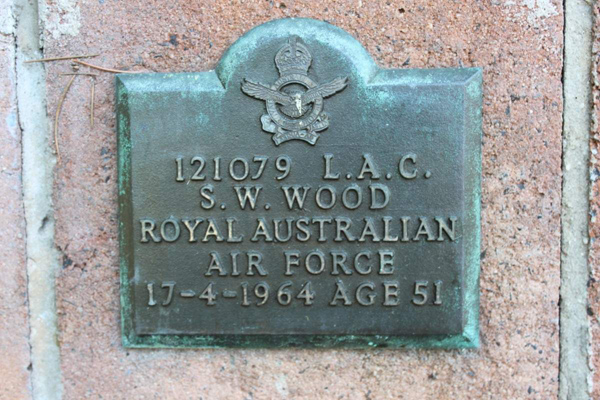 121079 L.A.C.
S.W. WOOD
ROYAL AUSTRALIAN
AIR FORCE
17-4-1964 AGE 51